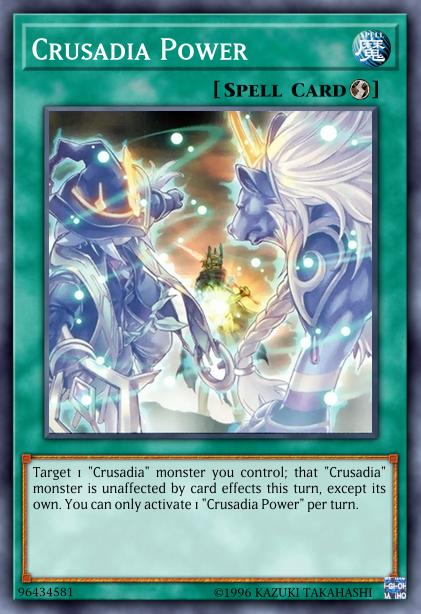 CRUSADIA POWER
SPELL
魔
[SPELL CARD]
Target 1 "Crusadia" monster you control; that "Crusadia"
monster is unaffected by card effects this turn, except its
own. You can only activate 1 "Crusadia Power" per turn.
96434581
©1996 KAZUKI TAKAHASHI